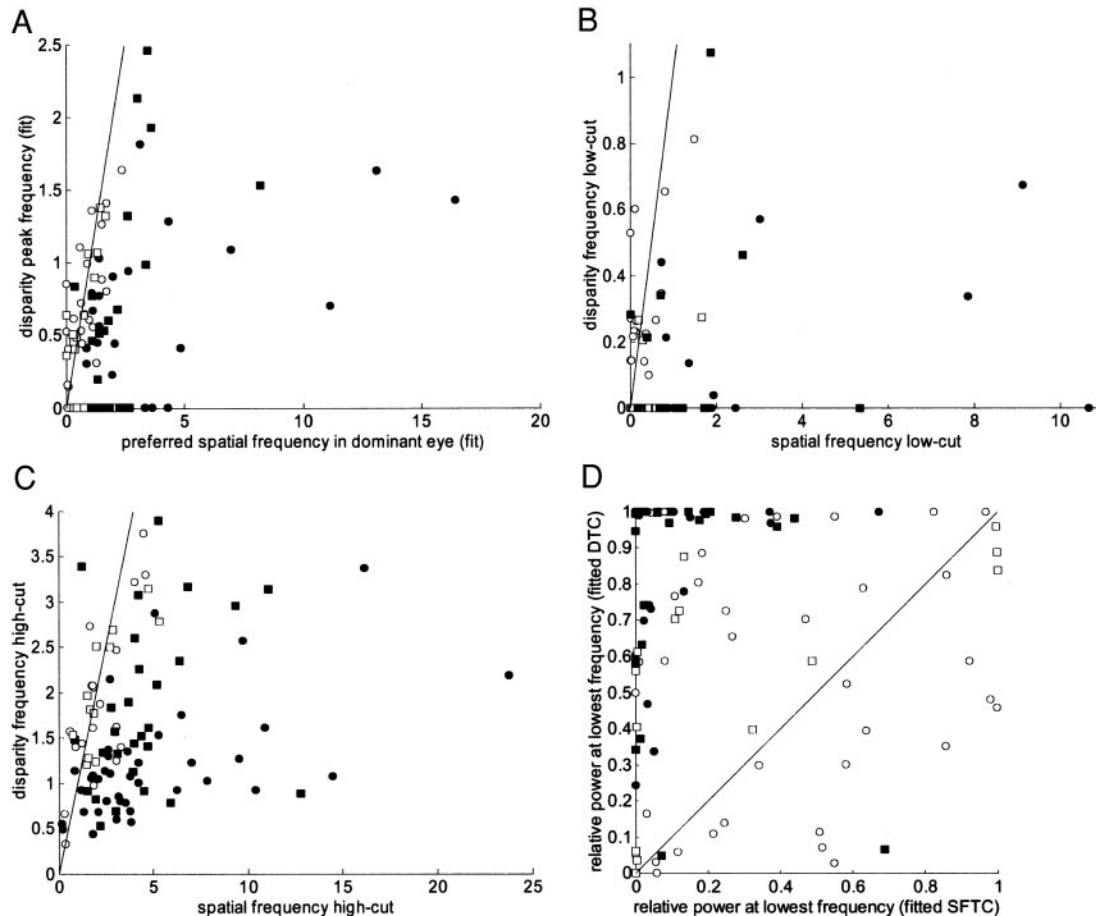 A
disparity peak frequency (fit)
2.5
2
1.5
1
0.5
0
0 5 10 15 20
preferred spatial frequency in dominant eye (fit)
B
disparity frequency low-cut
1
0.8
0.6
0.4
0.2
0
0 2 4 6 8 10
spatial frequency low-cut
C
disparity frequency high-cut
4
3.5
3
2.5
2
1.5
1
0.5
0
0 5 10 15 20 25
spatial frequency high-cut
D
relative power at lowest frequency (fitted DTC)
1
0.9
0.8
0.7
0.6
0.5
0.4
0.3
0.2
0.1
0
0 0.2 0.4 0.6 0.8 1
relative power at lowest frequency (fitted SFTC)